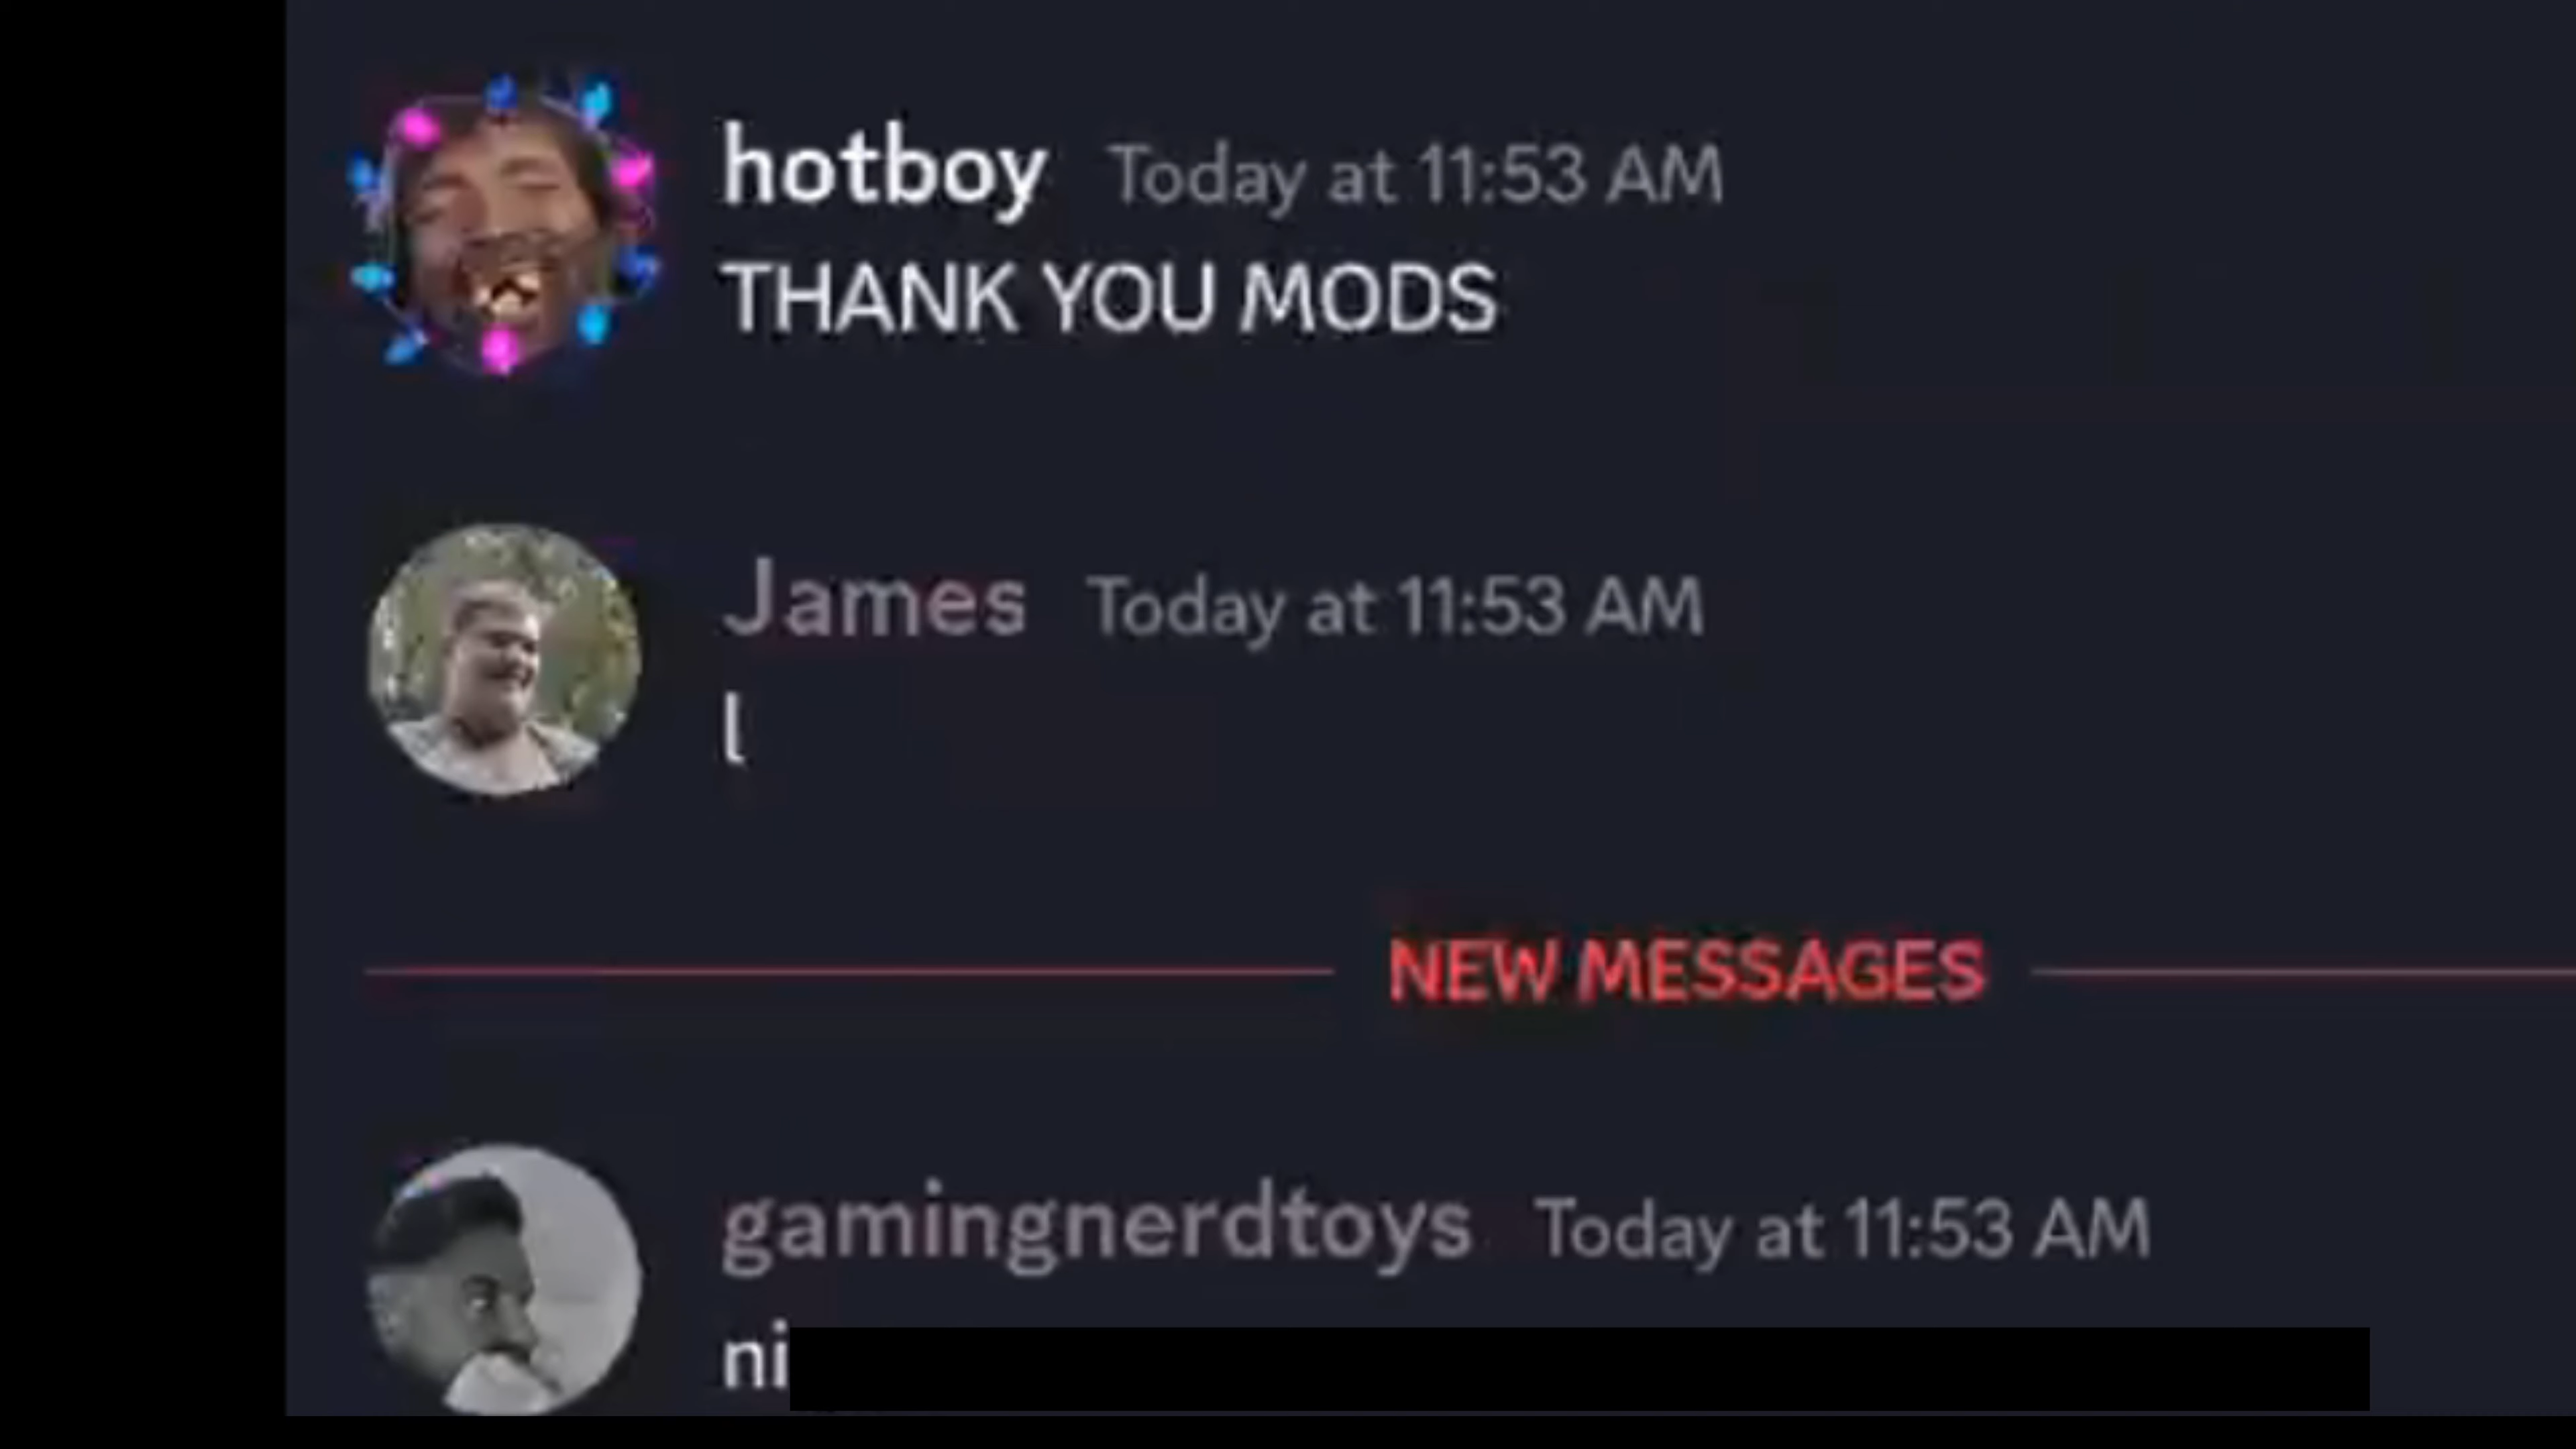 hotboy Today at 11:53 AM
THANK YOU MODS
James Today at 11:53 AM
l
NEW MESSAGES
gamingnerdtoys Today at 11:53 AM
ni